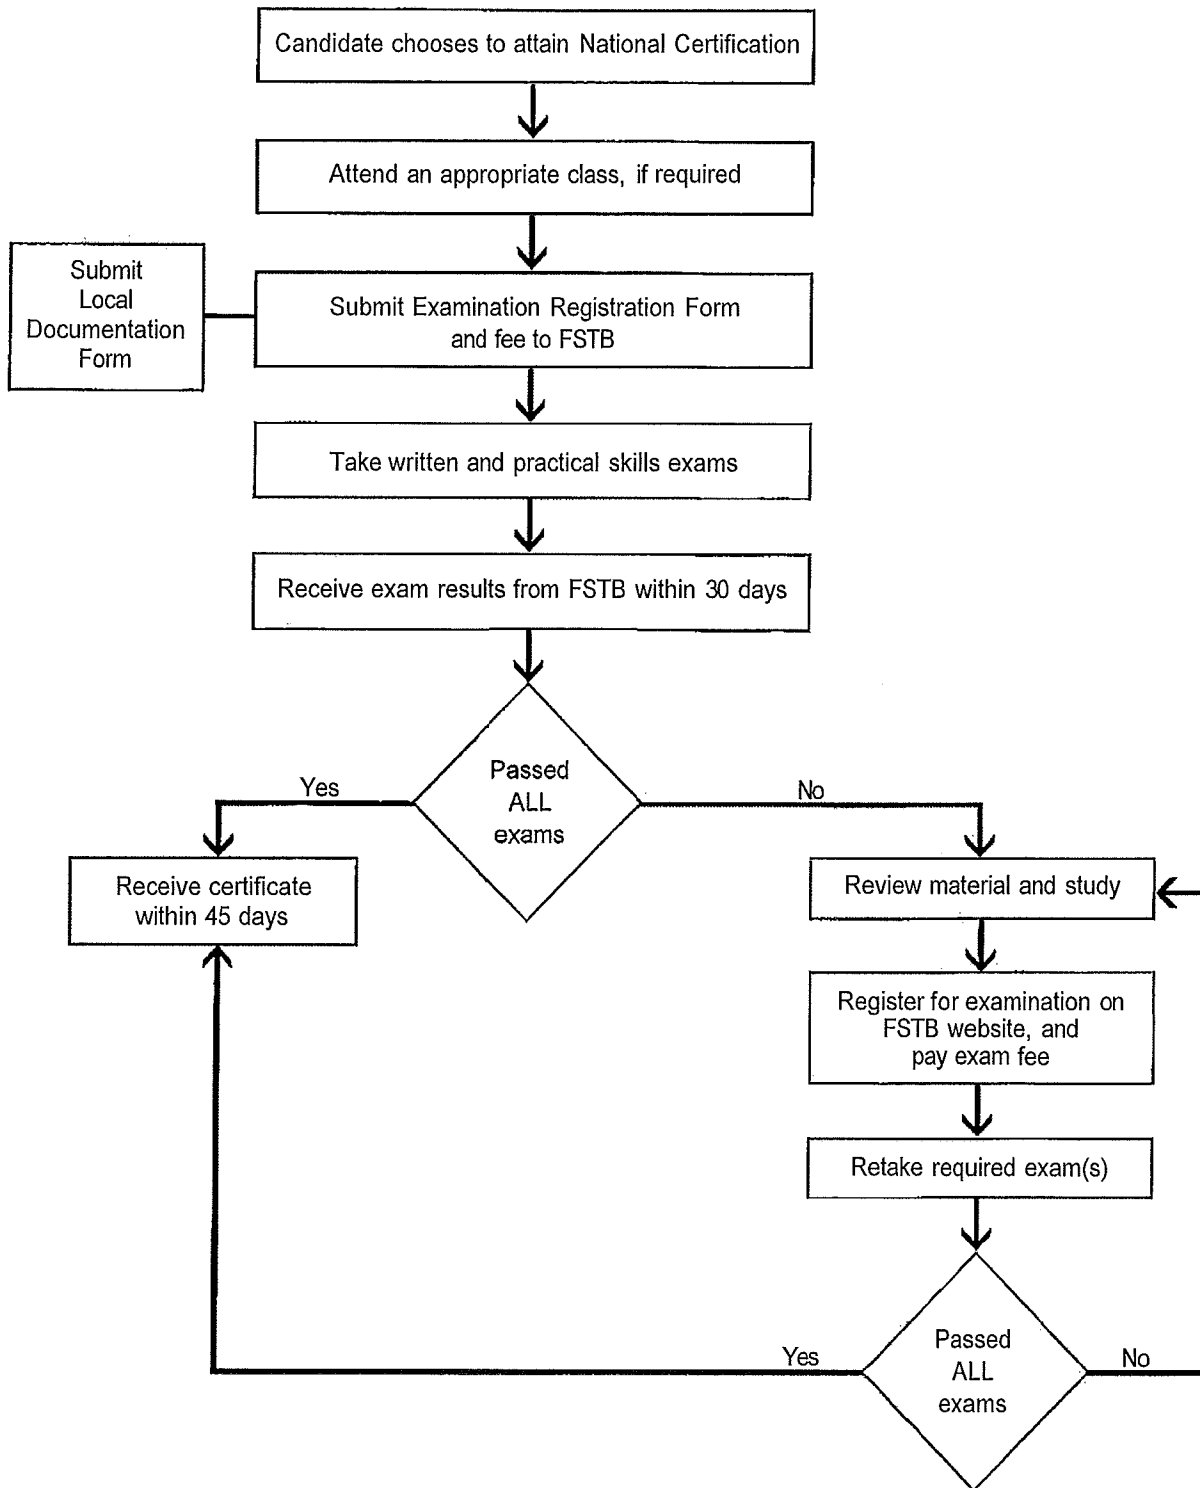 Candidate chooses to attain National Certification
Attend an appropriate class, if required
Submit
Local
Documentation
Form
Submit Examination Registration Form
and fee to FSTB
Take written and practical skills exams
Receive exam results from FSTB within 30 days
Passed
ALL
exams
Yes
No
Receive certificate
within 45 days
Review material and study
Register for examination on
FSTB website, and
pay exam fee
Retake required exam(s)
Passed
ALL
exams
Yes
No